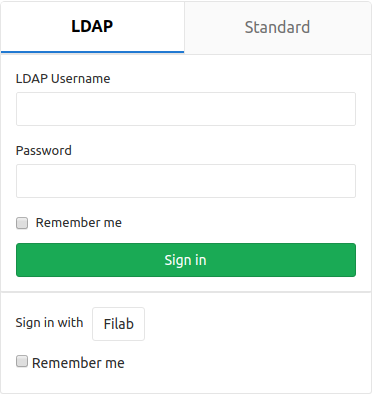 LDAP Standard
LDAP Username
Password
Remember me
Sign in
Sign in with Filab
Remember me